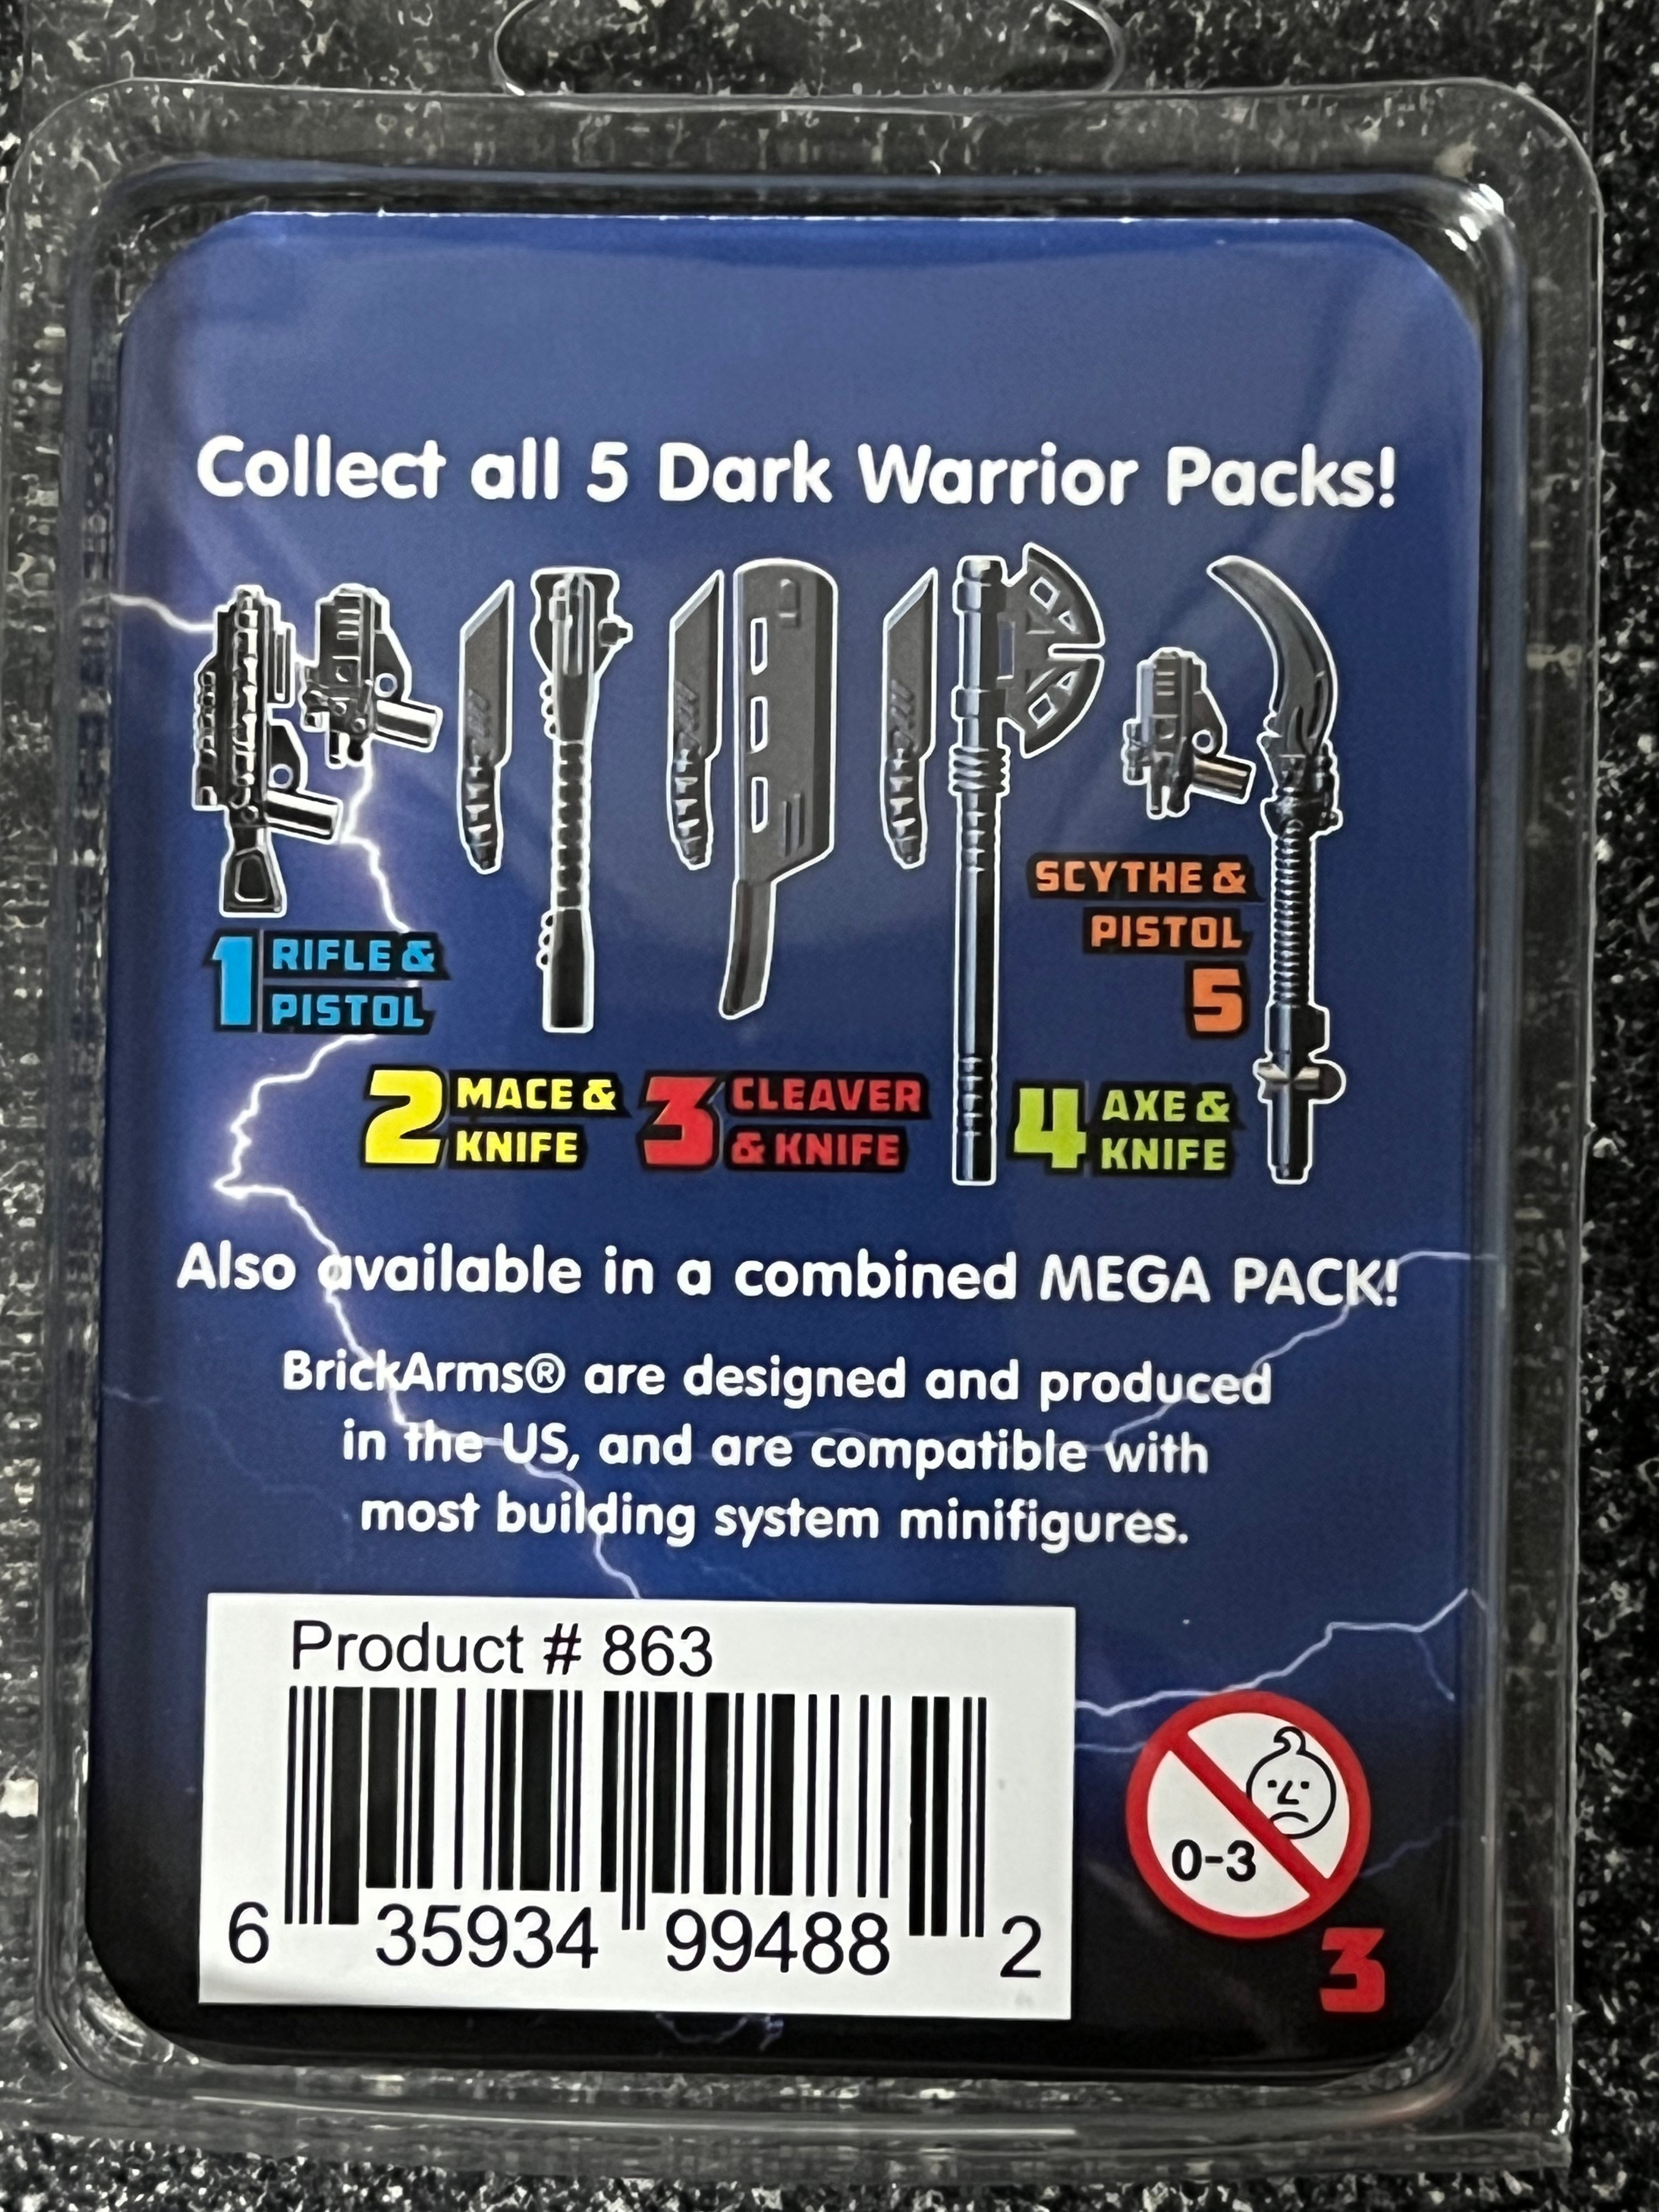 Collect all 5 Dark Warrior Packs!
1 RIFLE &
PISTOL
2 MACE &
KNIFE
3 CLEAVER
& KNIFE
4 AXE &
KNIFE
SCYTHE &
PISTOL
5
Also available in a combined MEGA PACK!
BrickArms® are designed and produced
in the US, and are compatible with
most building system minifigures.
Product # 863
6 35934 99488 2
0-3
3